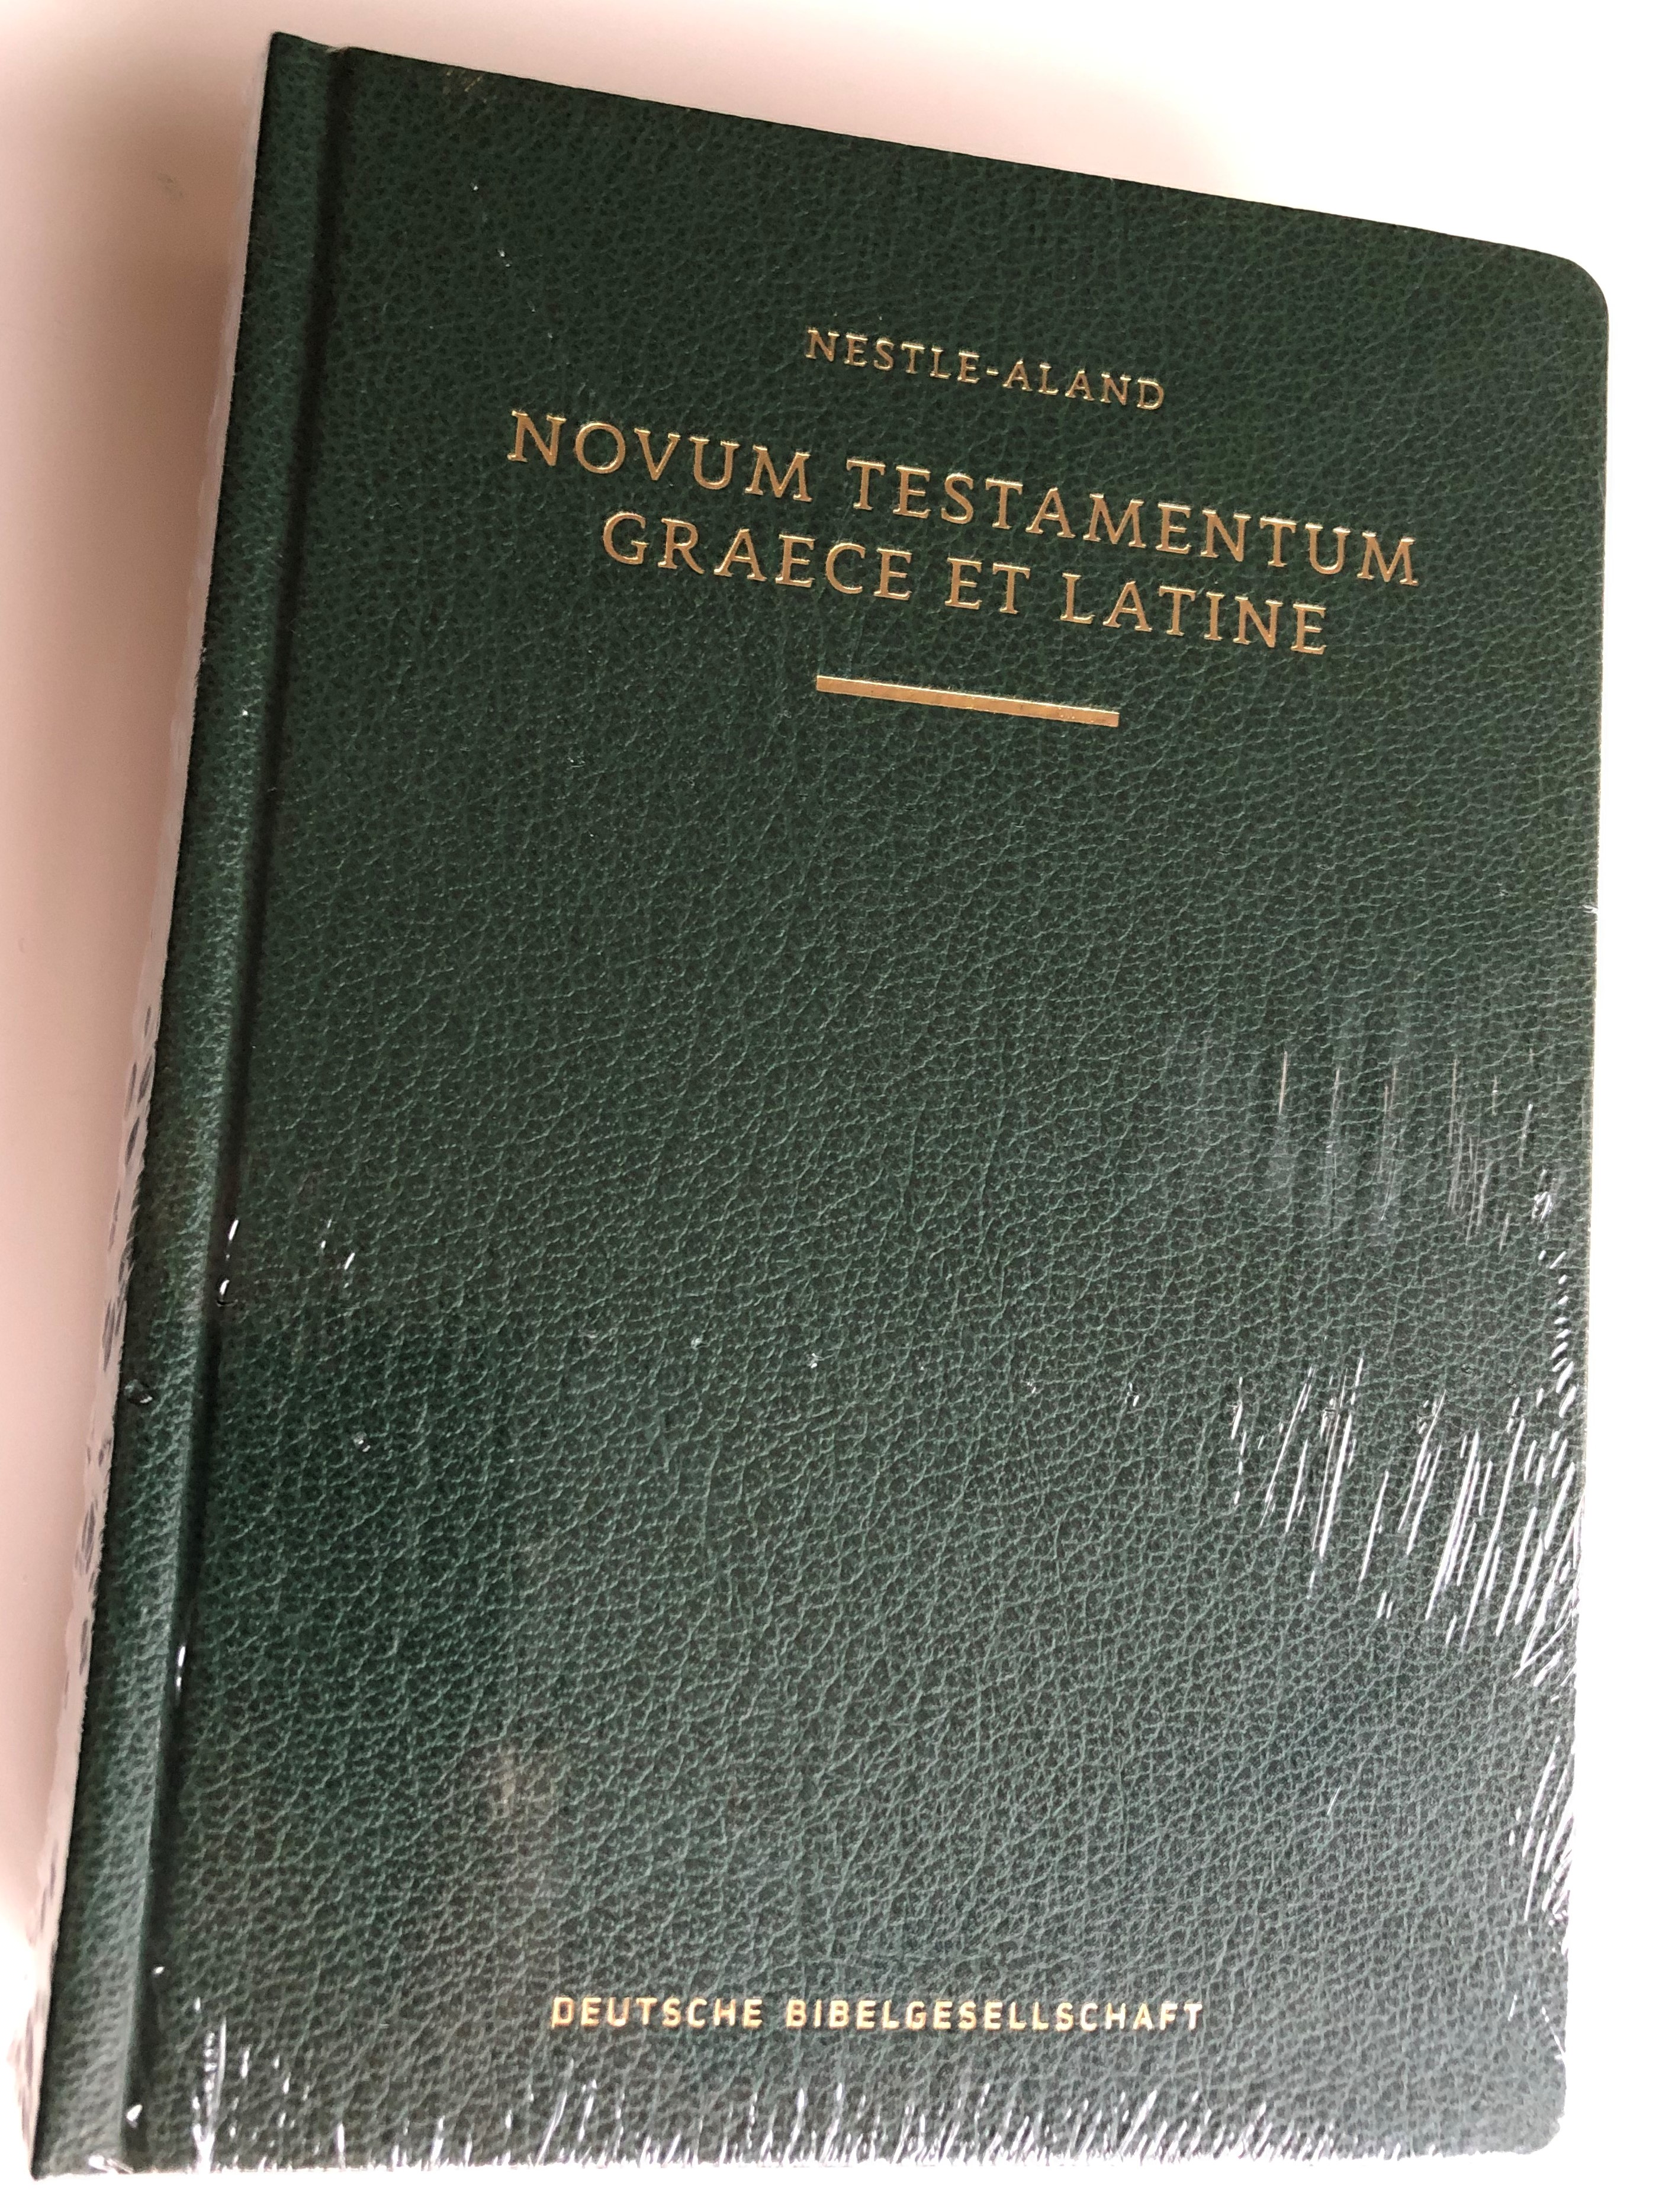 NESTLE-ALAND
NOVUM TESTAMENTUM
GRAECE ET LATINE
DEUTSCHE BIBELGESELLSCHAFT